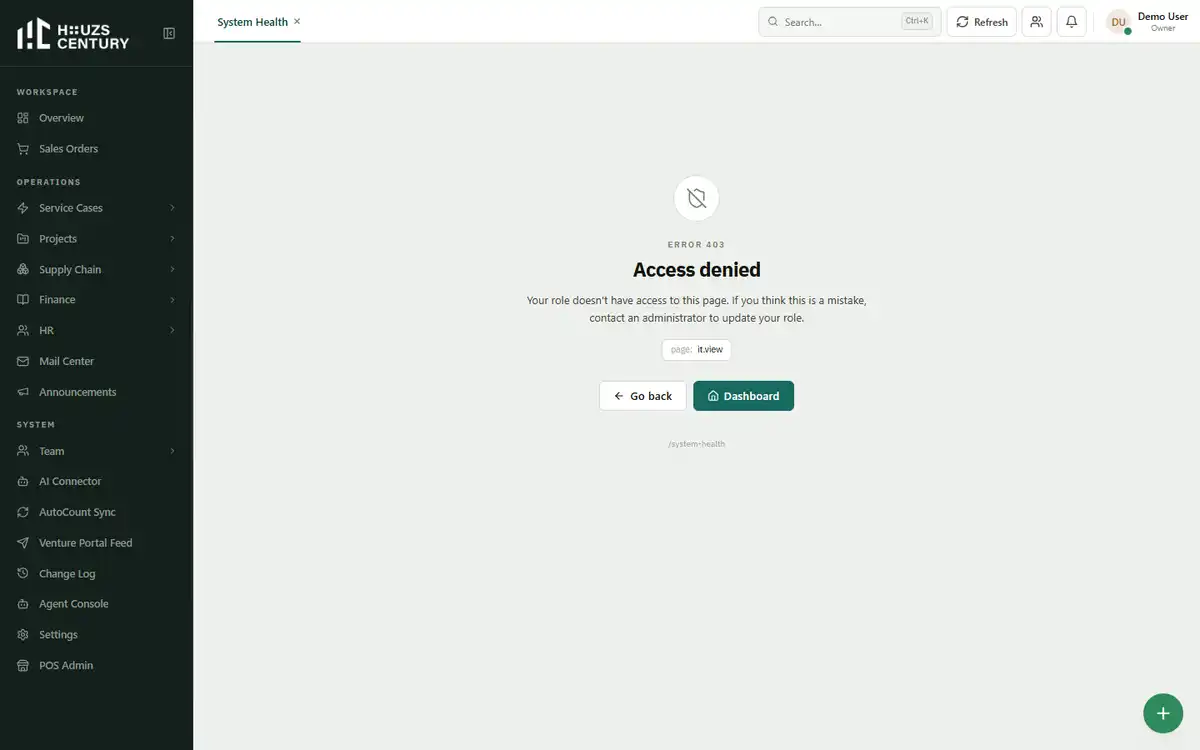 HOUZS
CENTURY
WORKSPACE
Overview
Sales Orders
OPERATIONS
Service Cases
Projects
Supply Chain
Finance
HR
Mail Center
Announcements
SYSTEM
Team
AI Connector
AutoCount Sync
Venture Portal Feed
Change Log
Agent Console
Settings
POS Admin
System Health
Search...
Ctrl+K
Refresh
DU
Demo User
Owner
ERROR 403
Access denied
Your role doesn't have access to this page. If you think this is a mistake,
contact an administrator to update your role.
page: it.view
Go back
Dashboard
/system-health